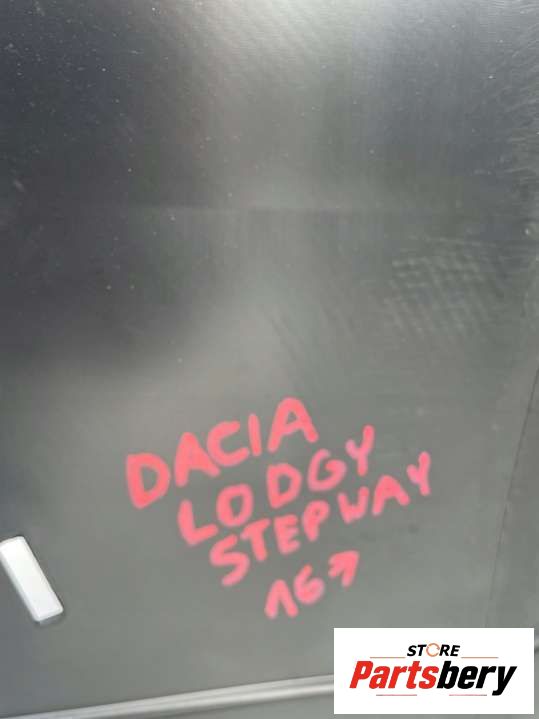 DACIA
LODGY
STEPWAY
16↗
STORE
Partsbery